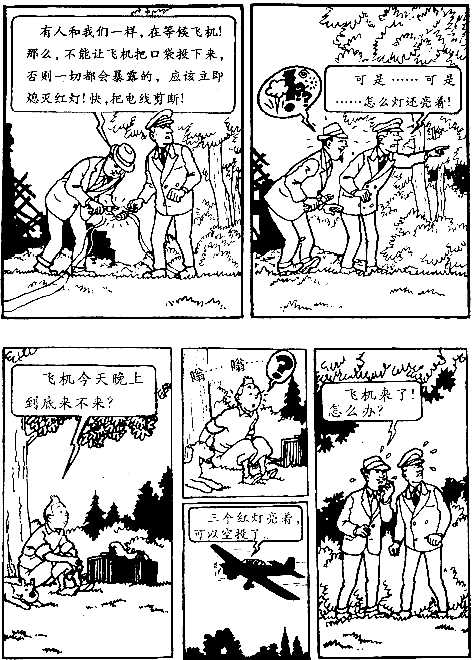 有人和我们一样，在等候飞机！
那么，不能让飞机把口袋投下来，
否则一切都会暴露的，应该立即
熄灭红灯！快，把电线剪断！
可是……可是
……怎么灯还亮着！
飞机今天晚上
到底来不来？
嗡 嗡
?
三个红灯亮着，
可以空投了…
飞机来了！
怎么办？